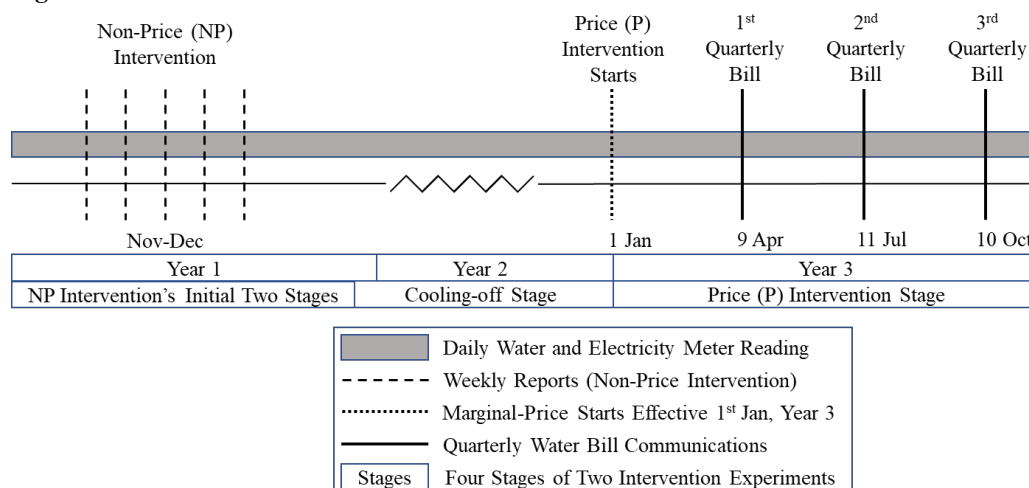 Non-Price (NP)
Intervention
Price (P)
Intervention
Starts
1st
Quarterly
Bill
2nd
Quarterly
Bill
3rd
Quarterly
Bill
Nov-Dec
1 Jan
9 Apr
11 Jul
10 Oct
Year 1
Year 2
Year 3
NP Intervention's Initial Two Stages
Cooling-off Stage
Price (P) Intervention Stage
Daily Water and Electricity Meter Reading
Weekly Reports (Non-Price Intervention)
Marginal-Price Starts Effective 1st Jan, Year 3
Quarterly Water Bill Communications
Stages Four Stages of Two Intervention Experiments